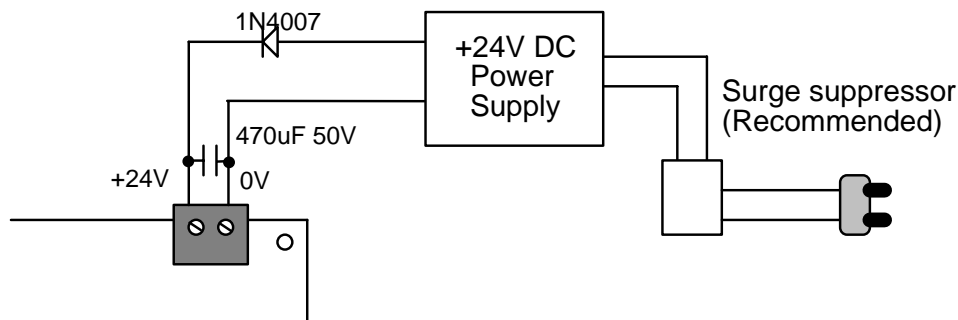 1N4007
+24V DC
Power
Supply
Surge suppressor
(Recommended)
470uF 50V
+24V
0V